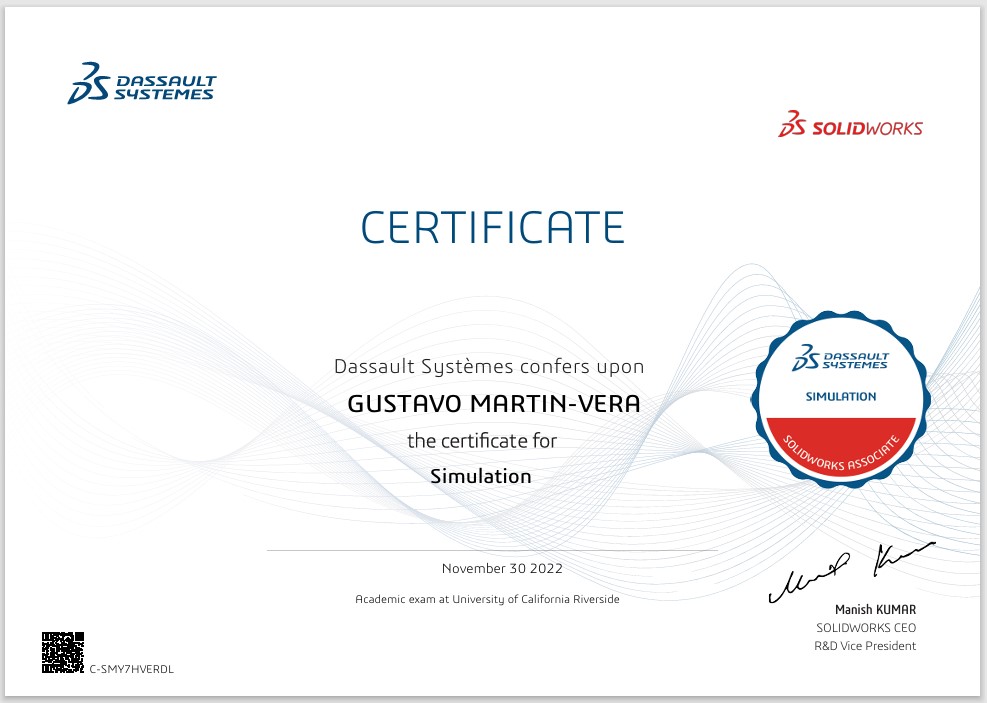 DASSAULT
SYSTEMES
SOLIDWORKS
CERTIFICATE
Dassault Systèmes confers upon
GUSTAVO MARTIN-VERA
the certificate for
Simulation
DASSAULT
SYSTEMES
SIMULATION
SOLIDWORKS ASSOCIATE
November 30 2022
Academic exam at University of California Riverside
Manish KUMAR
SOLIDWORKS CEO
R&D Vice President
C-SMY7HVERDL